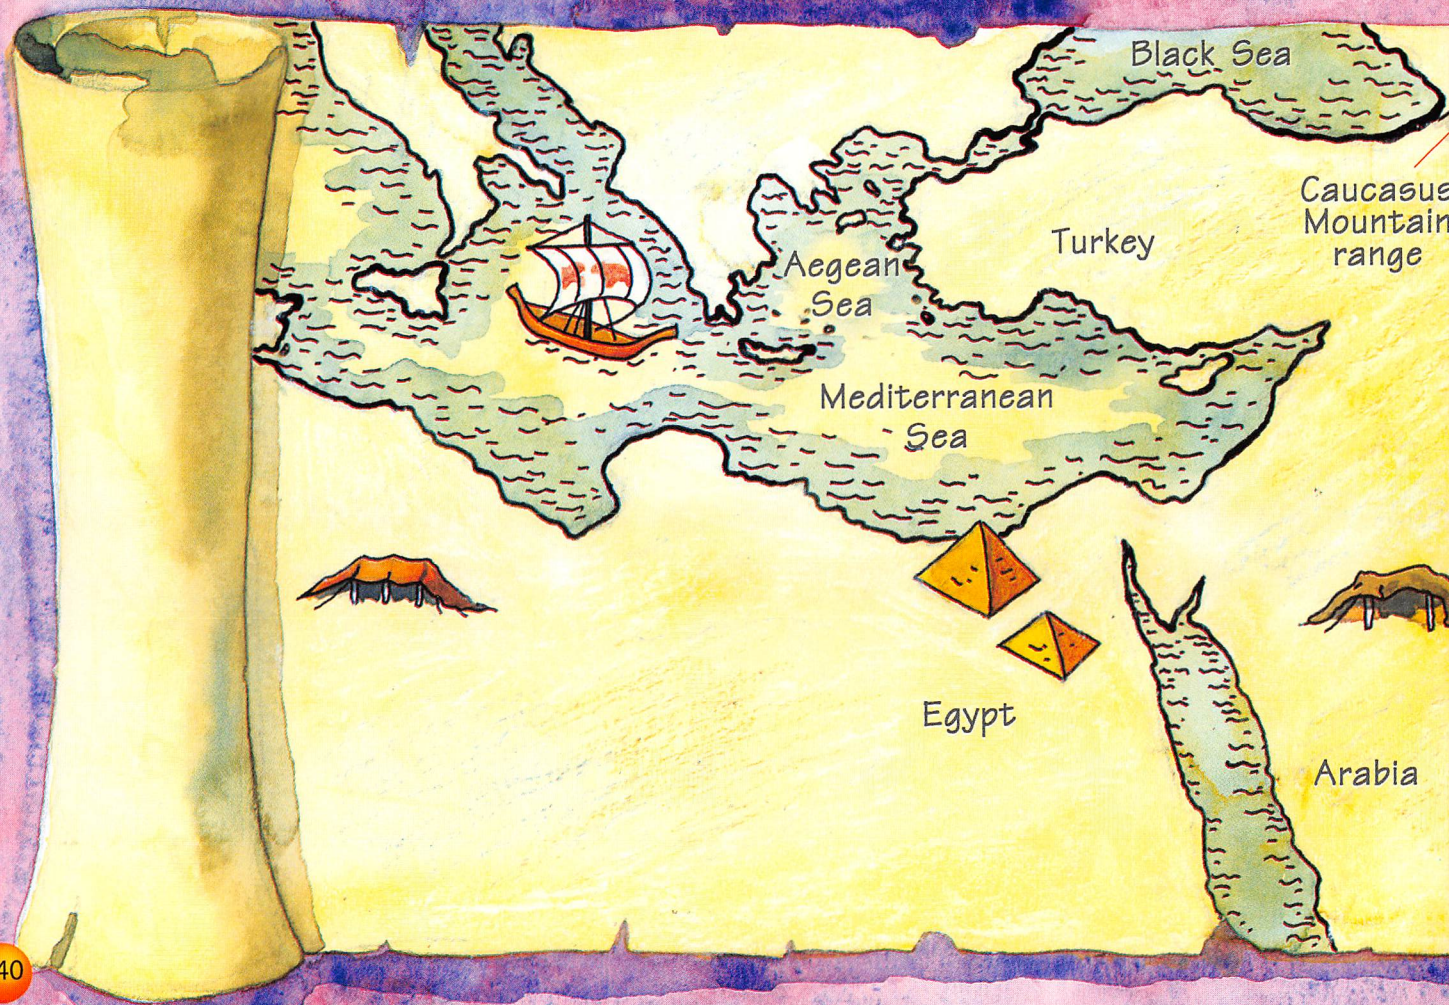 Black Sea
Caucasus
Mountain
range
Turkey
Aegean
Sea
Mediterranean
Sea
Egypt
Arabia
40